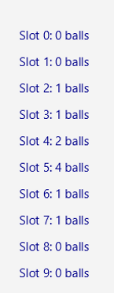 Slot 0: 0 balls
Slot 1: 0 balls
Slot 2: 1 balls
Slot 3: 1 balls
Slot 4: 2 balls
Slot 5: 4 balls
Slot 6: 1 balls
Slot 7: 1 balls
Slot 8: 0 balls
Slot 9: 0 balls